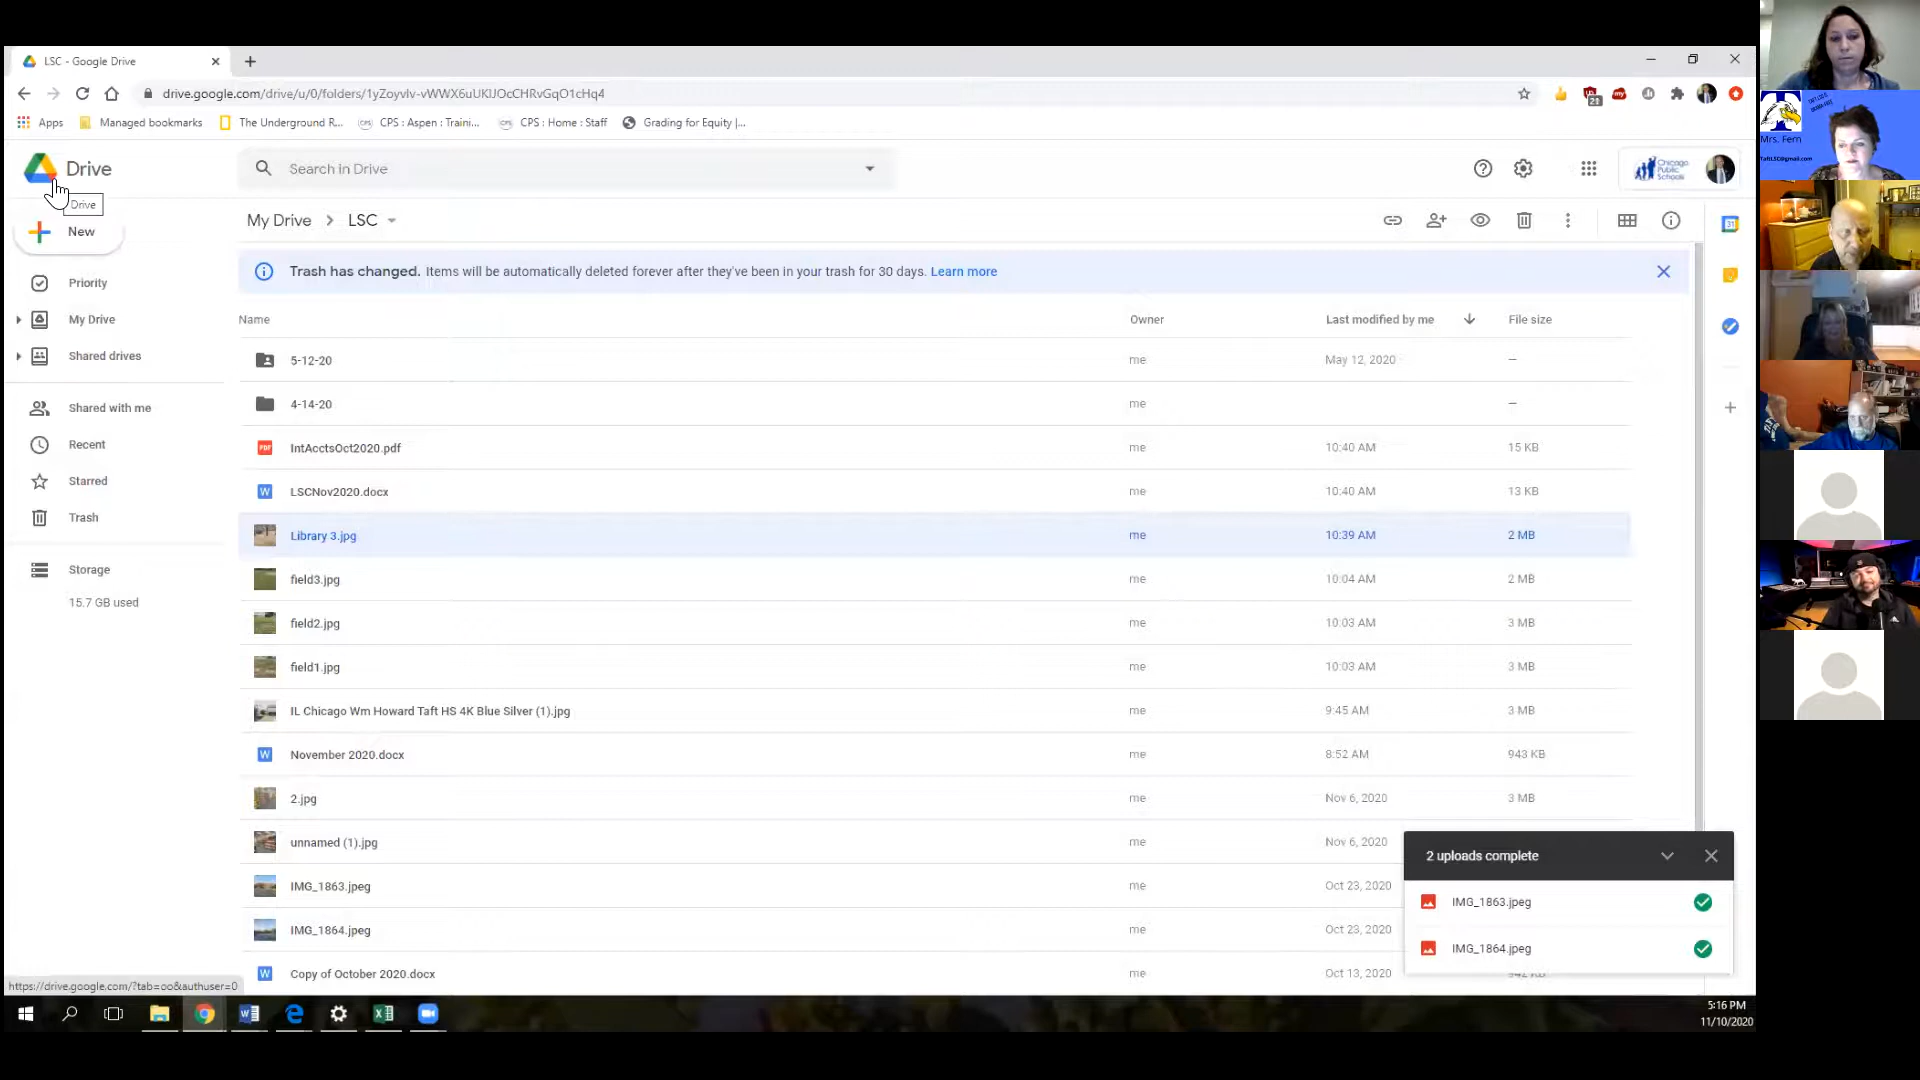 LSC - Google Drive
drive.google.com/drive/u/0/folders/1yZoyvlv-vWWX6uUKlJOcCHRvGqO1cHq4
21
Apps Managed bookmarks The Underground R... CPS : Aspen : Traini... CPS : Home : Staff Grading for Equity |...
Drive
Search in Drive
Chicago
Public
Schools
Drive
New
My Drive LSC
Trash has changed. Items will be automatically deleted forever after they've been in your trash for 30 days. Learn more
Priority
My Drive
Shared drives
Shared with me
Recent
Starred
Trash
Storage
15.7 GB used
Name Owner Last modified by me File size
5-12-20 me May 12, 2020 —
4-14-20 me —
PDF IntAcctsOct2020.pdf me 10:40 AM 15 KB
W LSCNov2020.docx me 10:40 AM 13 KB
Library 3.jpg me 10:39 AM 2 MB
field3.jpg me 10:04 AM 2 MB
field2.jpg me 10:03 AM 3 MB
field1.jpg me 10:03 AM 3 MB
IL Chicago Wm Howard Taft HS 4K Blue Silver (1).jpg me 9:45 AM 3 MB
W November 2020.docx me 8:52 AM 943 KB
2.jpg me Nov 6, 2020 3 MB
unnamed (1).jpg me Nov 6, 2020
IMG_1863.jpeg me Oct 23, 2020
IMG_1864.jpeg me Oct 23, 2020
W Copy of October 2020.docx me Oct 13, 2020 942 KB
2 uploads complete
IMG_1863.jpeg
IMG_1864.jpeg
https://drive.google.com/?tab=oo&authuser=0
5:16 PM
11/10/2020
Mrs. Fern
TaftLSC@gmail.com